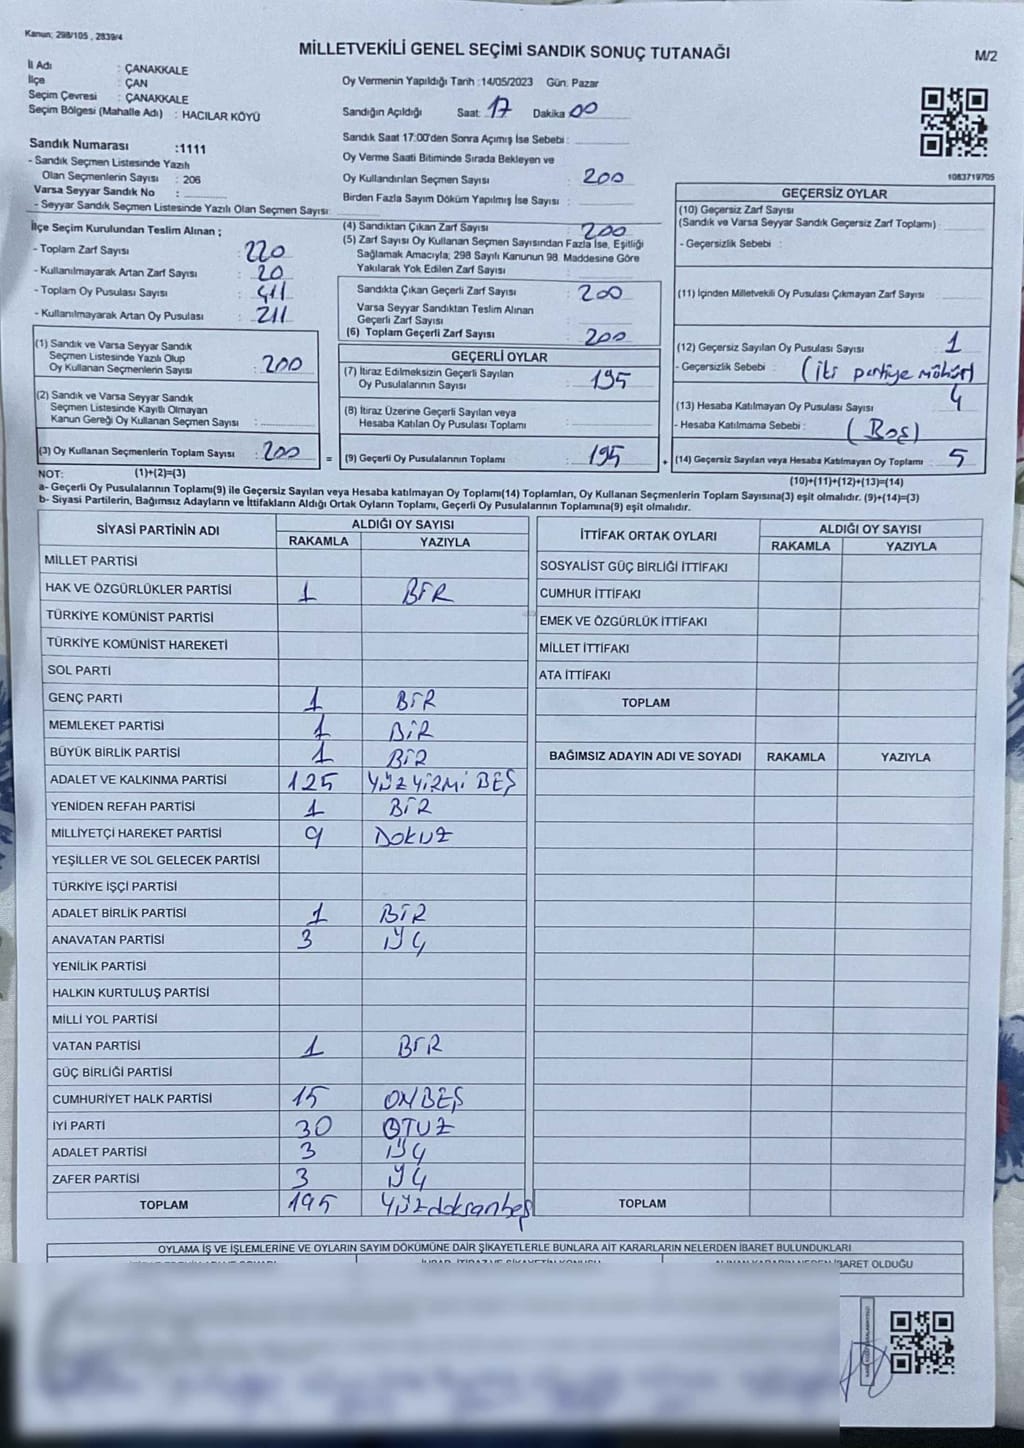 Kanun; 298/105 , 2839/4
MİLLETVEKİLİ GENEL SEÇİMİ SANDIK SONUÇ TUTANAĞI
M/2
İl Adı : ÇANAKKALE
İlçe : ÇAN
Seçim Çevresi : ÇANAKKALE
Seçim Bölgesi (Mahalle Adı) : HACILAR KÖYÜ
Oy Vermenin Yapıldığı Tarih :14/05/2023 Gün: Pazar
Sandığın Açıldığı Saat: 17 Dakika 00
Sandık Saat 17:00'den Sonra Açımış İse Sebebi :
Oy Verme Saati Bitiminde Sırada Bekleyen ve
Oy Kullandırılan Seçmen Sayısı : 200
Birden Fazla Sayım Döküm Yapılmış İse Sayısı :
Sandık Numarası :1111
- Sandık Seçmen Listesinde Yazılı
Olan Seçmenlerin Sayısı : 206
Varsa Seyyar Sandık No :
- Seyyar Sandık Seçmen Listesinde Yazılı Olan Seçmen Sayısı:
1083719705
İlçe Seçim Kurulundan Teslim Alınan ;
- Toplam Zarf Sayısı : 220
- Kullanılmayarak Artan Zarf Sayısı : 20
- Toplam Oy Pusulası Sayısı : 411
- Kullanılmayarak Artan Oy Pusulası : 211
(4) Sandıktan Çıkan Zarf Sayısı : 200
(5) Zarf Sayısı Oy Kullanan Seçmen Sayısından Fazla İse, Eşitliği
Sağlamak Amacıyla; 298 Sayılı Kanunun 98. Maddesine Göre
Yakılarak Yok Edilen Zarf Sayısı :
Sandıkta Çıkan Geçerli Zarf Sayısı : 200
Varsa Seyyar Sandıktan Teslim Alınan
Geçerli Zarf Sayısı :
(6) Toplam Geçerli Zarf Sayısı : 200
GEÇERSİZ OYLAR
(10) Geçersiz Zarf Sayısı
(Sandık ve Varsa Seyyar Sandık Geçersiz Zarf Toplamı) :
- Geçersizlik Sebebi :
(11) İçinden Milletvekili Oy Pusulası Çıkmayan Zarf Sayısı :
(12) Geçersiz Sayılan Oy Pusulası Sayısı : 1
- Geçersizlik Sebebi : (iki partiye mühür)
(13) Hesaba Katılmayan Oy Pusulası Sayısı : 4
- Hesaba Katılmama Sebebi : (Boş)
(14) Geçersiz Sayılan veya Hesaba Katılmayan Oy Toplamı : 5
(10)+(11)+(12)+(13)=(14)
(1) Sandık ve Varsa Seyyar Sandık
Seçmen Listesinde Yazılı Olup
Oy Kullanan Seçmenlerin Sayısı : 200
(2) Sandık ve Varsa Seyyar Sandık
Seçmen Listesinde Kayıtlı Olmayan
Kanun Gereği Oy Kullanan Seçmen Sayısı :
(3) Oy Kullanan Seçmenlerin Toplam Sayısı : 200 =
GEÇERLİ OYLAR
(7) İtiraz Edilmeksizin Geçerli Sayılan
Oy Pusulalarının Sayısı : 195
(8) İtiraz Üzerine Geçerli Sayılan veya
Hesaba Katılan Oy Pusulası Toplamı :
(9) Geçerli Oy Pusulalarının Toplamı : 195 +
NOT: (1)+(2)=(3)
a- Geçerli Oy Pusulalarının Toplamı(9) ile Geçersiz Sayılan veya Hesaba katılmayan Oy Toplamı(14) Toplamları, Oy Kullanan Seçmenlerin Toplam Sayısına(3) eşit olmalıdır. (9)+(14)=(3)
b- Siyasi Partilerin, Bağımsız Adayların ve İttifakların Aldığı Ortak Oyların Toplamı, Geçerli Oy Pusulalarının Toplamına(9) eşit olmalıdır.
SİYASİ PARTİNİN ADI ALDIĞI OY SAYISI
RAKAMLA YAZIYLA
MİLLET PARTİSİ
HAK VE ÖZGÜRLÜKLER PARTİSİ 1 BİR
TÜRKİYE KOMÜNİST PARTİSİ
TÜRKİYE KOMÜNİST HAREKETİ
SOL PARTİ
GENÇ PARTİ 1 BİR
MEMLEKET PARTİSİ 1 BİR
BÜYÜK BİRLİK PARTİSİ 1 BİR
ADALET VE KALKINMA PARTİSİ 125 YÜZ YİRMİ BEŞ
YENİDEN REFAH PARTİSİ 1 BİR
MİLLİYETÇİ HAREKET PARTİSİ 9 DOKUZ
YEŞİLLER VE SOL GELECEK PARTİSİ
TÜRKİYE İŞÇİ PARTİSİ
ADALET BİRLİK PARTİSİ 1 BİR
ANAVATAN PARTİSİ 3 ÜÇ
YENİLİK PARTİSİ
HALKIN KURTULUŞ PARTİSİ
MİLLİ YOL PARTİSİ
VATAN PARTİSİ 1 BİR
GÜÇ BİRLİĞİ PARTİSİ
CUMHURİYET HALK PARTİSİ 15 ONBEŞ
İYİ PARTİ 30 OTUZ
ADALET PARTİSİ 3 ÜÇ
ZAFER PARTİSİ 3 ÜÇ
TOPLAM 195 Yüzdoksanbeş
İTTİFAK ORTAK OYLARI ALDIĞI OY SAYISI
RAKAMLA YAZIYLA
SOSYALİST GÜÇ BİRLİĞİ İTTİFAKI
CUMHUR İTTİFAKI
EMEK VE ÖZGÜRLÜK İTTİFAKI
MİLLET İTTİFAKI
ATA İTTİFAKI
TOPLAM
BAĞIMSIZ ADAYIN ADI VE SOYADI RAKAMLA YAZIYLA
TOPLAM
OYLAMA İŞ VE İŞLEMLERİNE VE OYLARIN SAYIM DÖKÜMÜNE DAİR ŞİKAYETLERLE BUNLARA AİT KARARLARIN NELERDEN İBARET BULUNDUKLARI
İBARET OLDUĞU